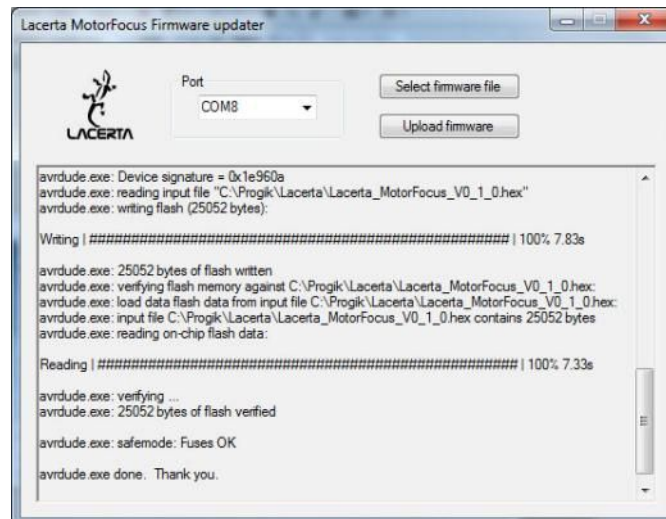 Lacerta MotorFocus Firmware updater
Port
COM8
Select firmware file
Upload firmware
LACERTA
avrdude.exe: Device signature = 0x1e960a
avrdude.exe: reading input file "C:\Progik\Lacerta\Lacerta_MotorFocus_V0_1_0.hex"
avrdude.exe: writing flash (25052 bytes):
Writing | ################################################## | 100% 7.83s
avrdude.exe: 25052 bytes of flash written
avrdude.exe: verifying flash memory against C:\Progik\Lacerta\Lacerta_MotorFocus_V0_1_0.hex:
avrdude.exe: load data flash data from input file C:\Progik\Lacerta\Lacerta_MotorFocus_V0_1_0.hex:
avrdude.exe: input file C:\Progik\Lacerta\Lacerta_MotorFocus_V0_1_0.hex contains 25052 bytes
avrdude.exe: reading on-chip flash data:
Reading | ################################################## | 100% 7.33s
avrdude.exe: verifying ...
avrdude.exe: 25052 bytes of flash verified
avrdude.exe: safemode: Fuses OK
avrdude.exe done.  Thank you.